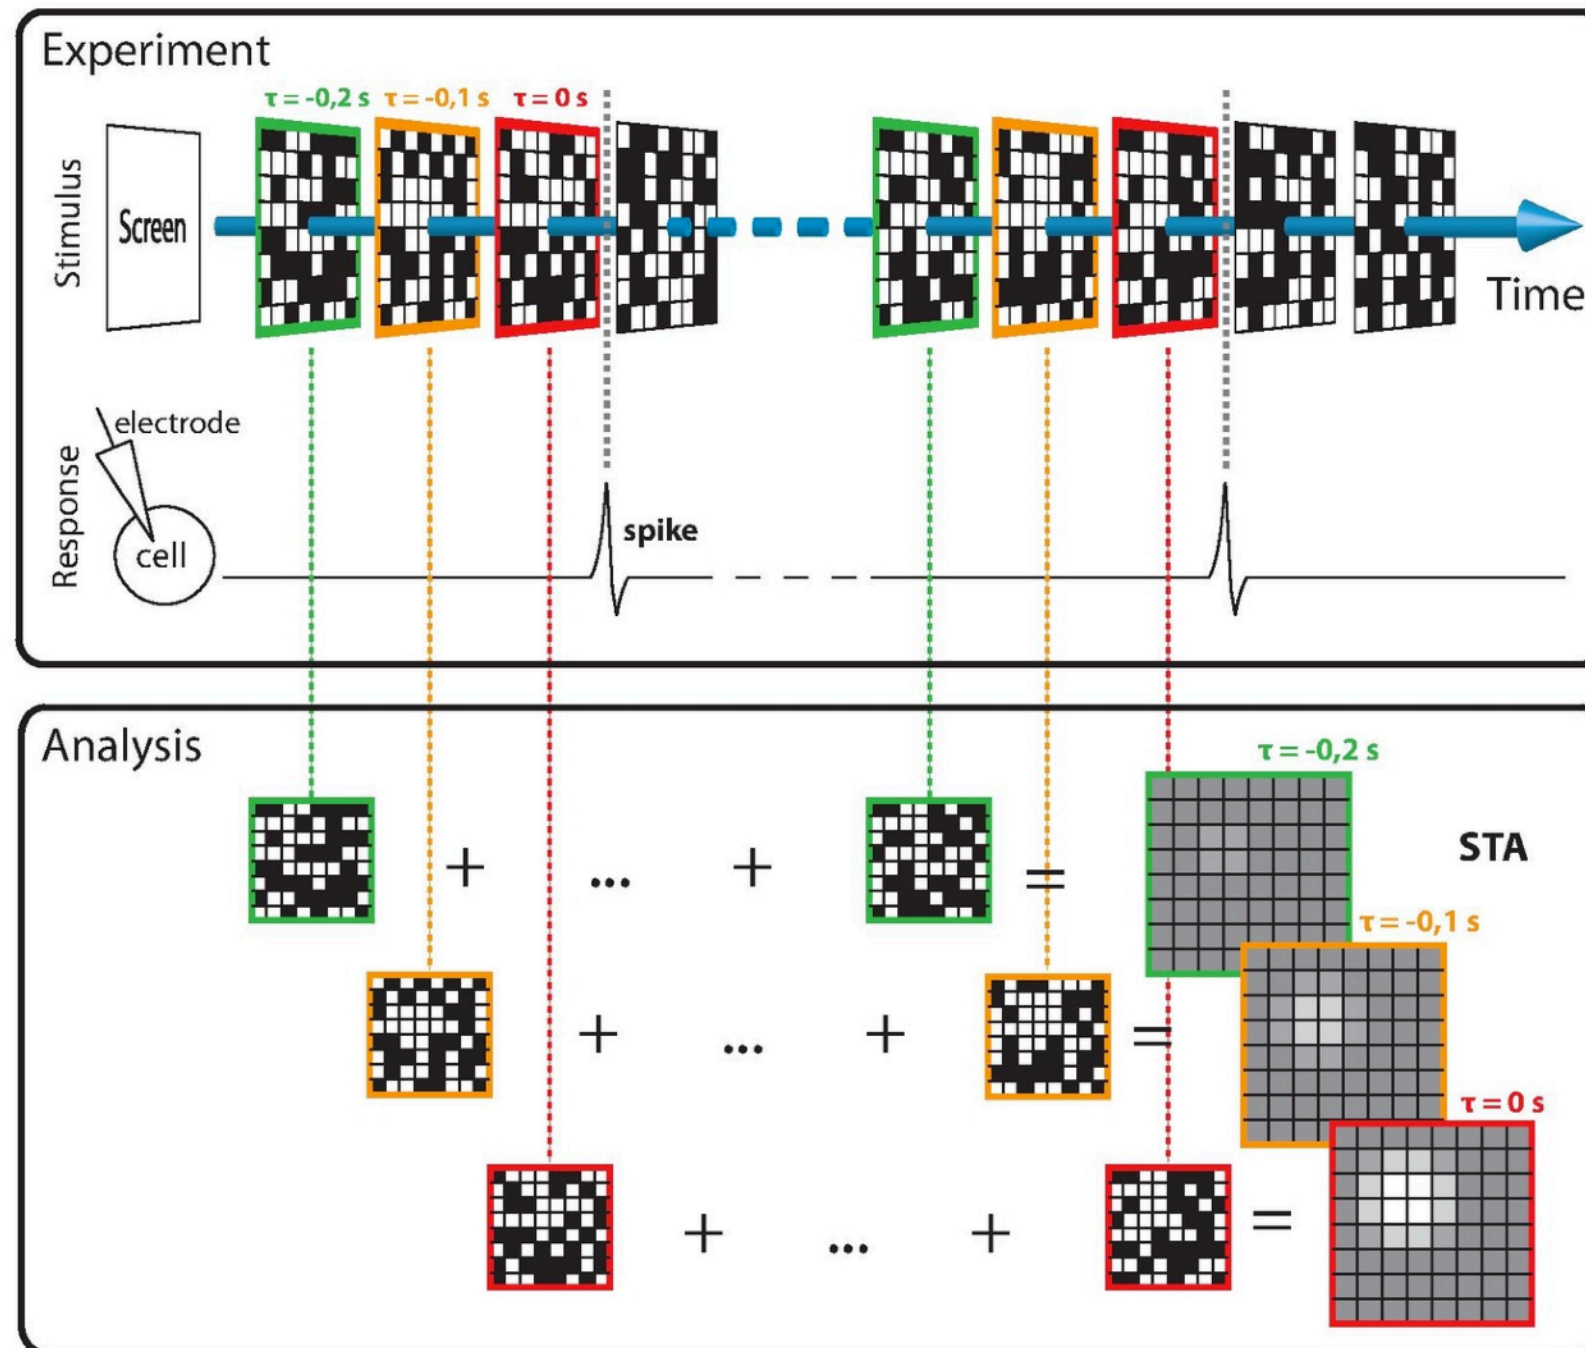 Experiment
τ = -0,2 s τ = -0,1 s τ = 0 s
Stimulus
Screen
Time
Response
electrode
cell
spike
Analysis
τ = -0,2 s
+ ... + =
STA
τ = -0,1 s
+ ... + =
τ = 0 s
+ ... + =